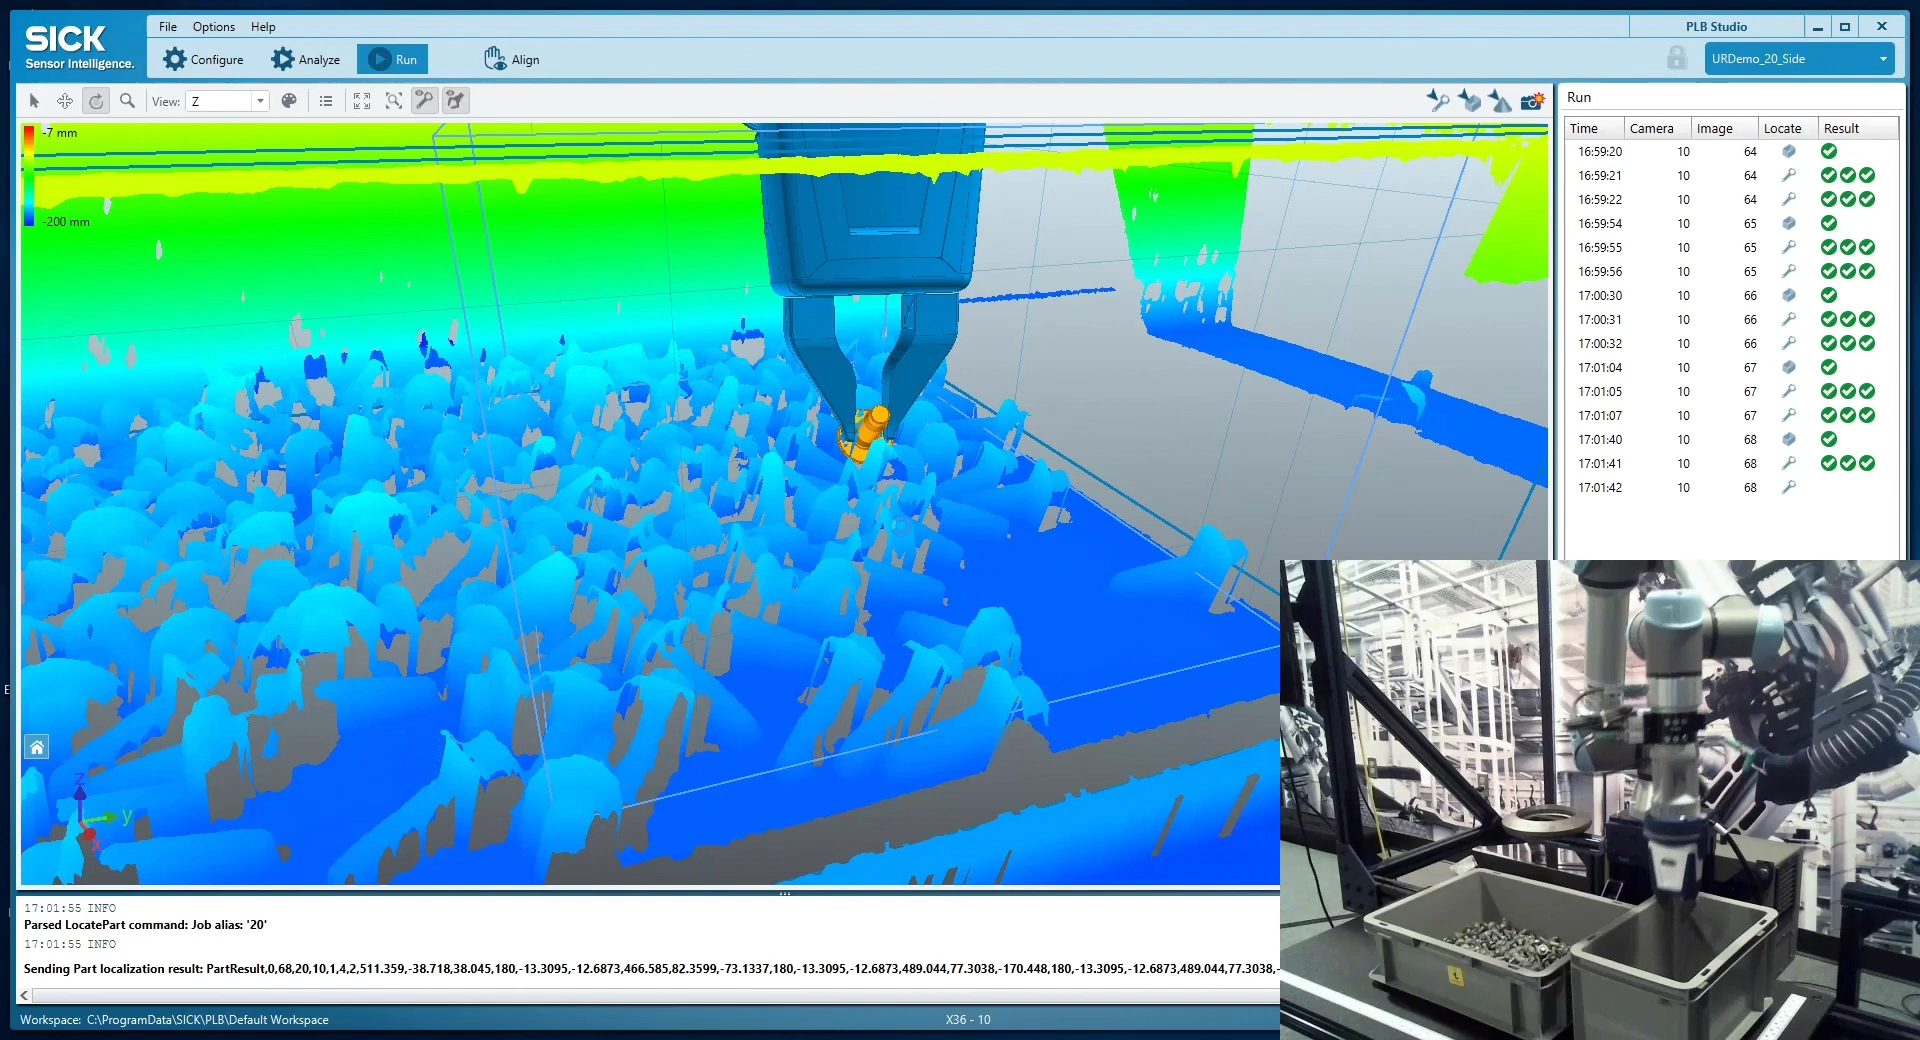 SICK
Sensor Intelligence.
File Options Help
PLB Studio
Configure Analyze Run Align
URDemo_20_Side
View: Z
Run
-7 mm
-200 mm
Time Camera Image Locate Result
16:59:20 10 64
16:59:21 10 64
16:59:22 10 64
16:59:54 10 65
16:59:55 10 65
16:59:56 10 65
17:00:30 10 66
17:00:31 10 66
17:00:32 10 66
17:01:04 10 67
17:01:05 10 67
17:01:07 10 67
17:01:40 10 68
17:01:41 10 68
17:01:42 10 68
z
y
x
17:01:55 INFO
Parsed LocatePart command: Job alias: '20'
17:01:55 INFO
Sending Part localization result: PartResult,0,68,20,10,1,4,2,511.359,-38.718,38.045,180,-13.3095,-12.6873,466.585,82.3599,-73.1337,180,-13.3095,-12.6873,489.044,77.3038,-170.448,180,-13.3095,-12.6873,489.044,77.3038,-
Workspace: C:\ProgramData\SICK\PLB\Default Workspace
X36 - 10